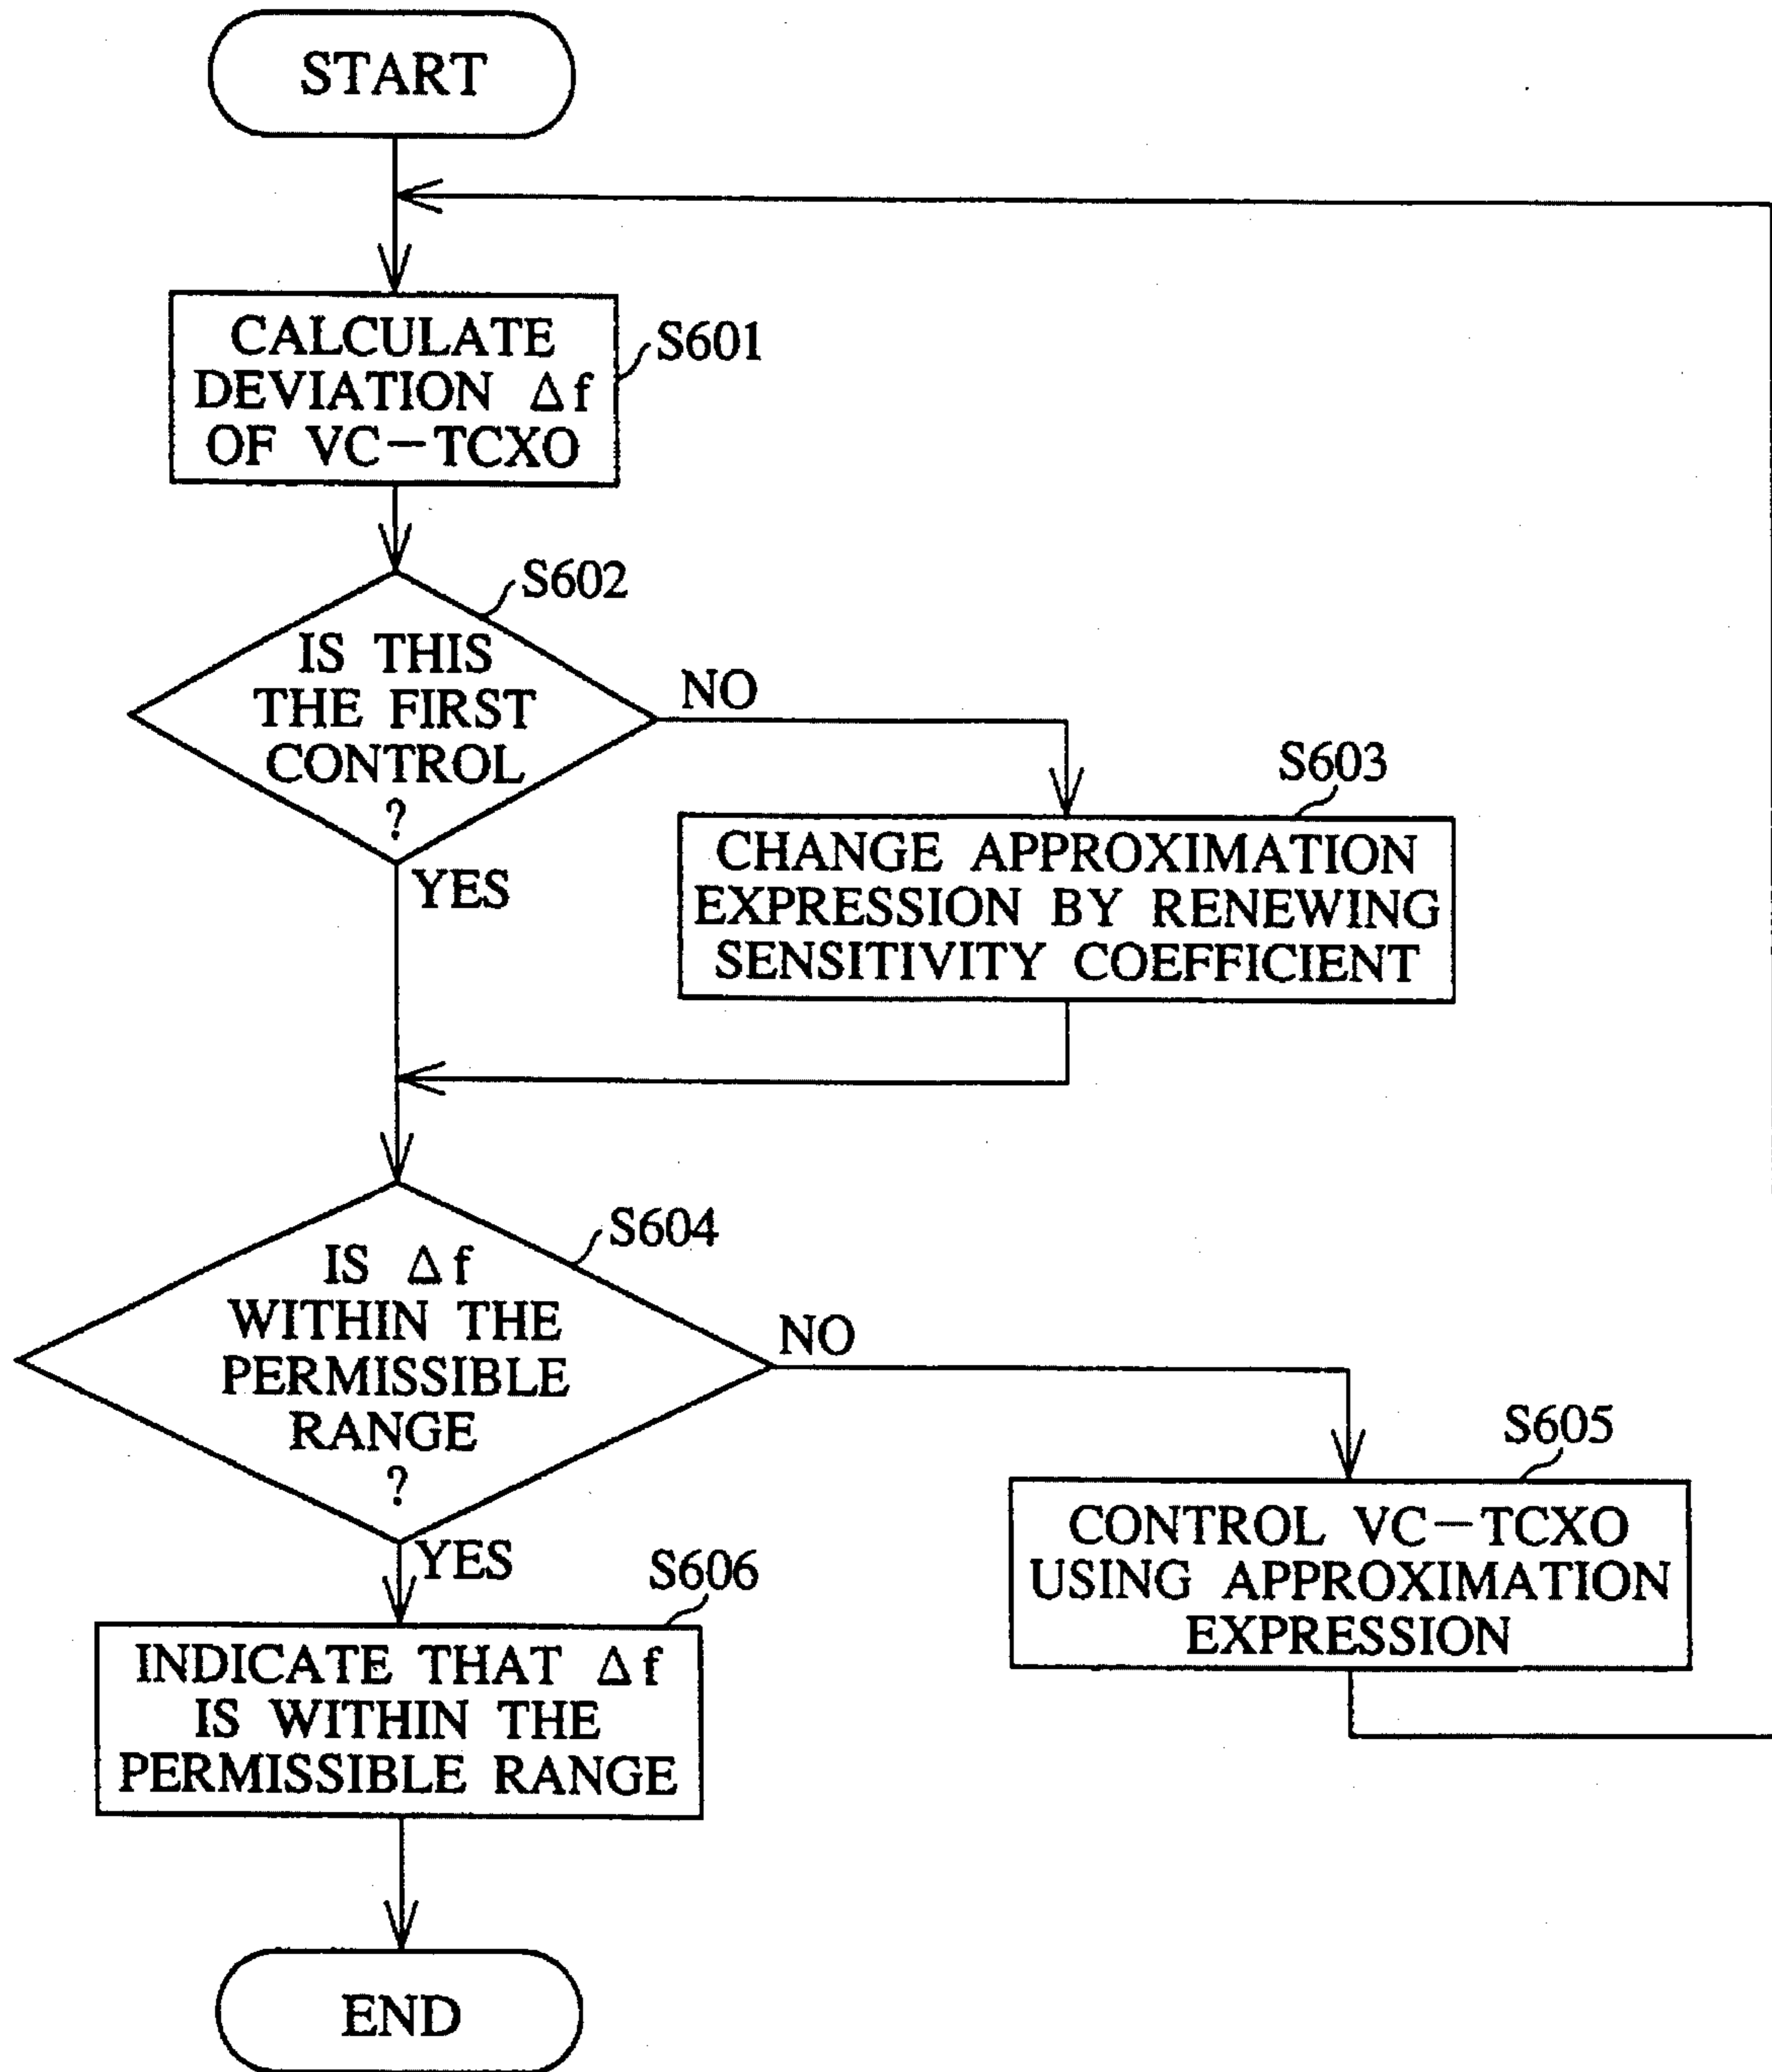 START
CALCULATE
DEVIATION Δf
OF VC-TCXO
S601
S602
IS THIS
THE FIRST
CONTROL
?
NO
YES
S603
CHANGE APPROXIMATION
EXPRESSION BY RENEWING
SENSITIVITY COEFFICIENT
S604
IS Δf
WITHIN THE
PERMISSIBLE
RANGE
?
NO
YES
S605
CONTROL VC-TCXO
USING APPROXIMATION
EXPRESSION
S606
INDICATE THAT Δf
IS WITHIN THE
PERMISSIBLE RANGE
END